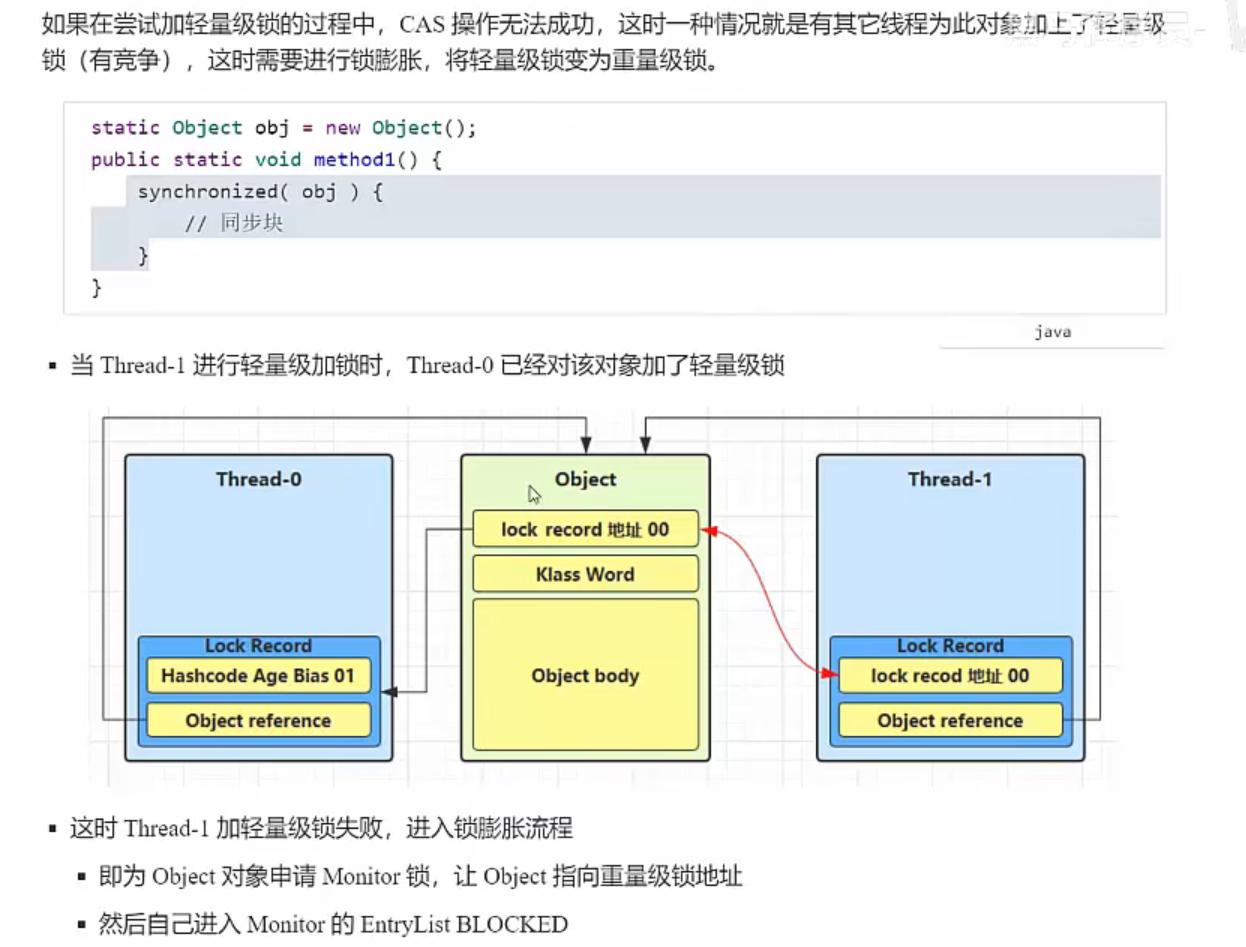 如果在尝试加轻量级锁的过程中，CAS 操作无法成功，这时一种情况就是有其它线程为此对象加上了轻量级
锁（有竞争），这时需要进行锁膨胀，将轻量级锁变为重量级锁。
static Object obj = new Object();
public static void method1() {
synchronized( obj ) {
// 同步块
}
}
java
▪ 当 Thread-1 进行轻量级加锁时，Thread-0 已经对该对象加了轻量级锁
Thread-0
Lock Record
Hashcode Age Bias 01
Object reference
Object
lock record 地址 00
Klass Word
Object body
Thread-1
Lock Record
lock recod 地址 00
Object reference
▪ 这时 Thread-1 加轻量级锁失败，进入锁膨胀流程
▪ 即为 Object 对象申请 Monitor 锁，让 Object 指向重量级锁地址
▪ 然后自己进入 Monitor 的 EntryList BLOCKED